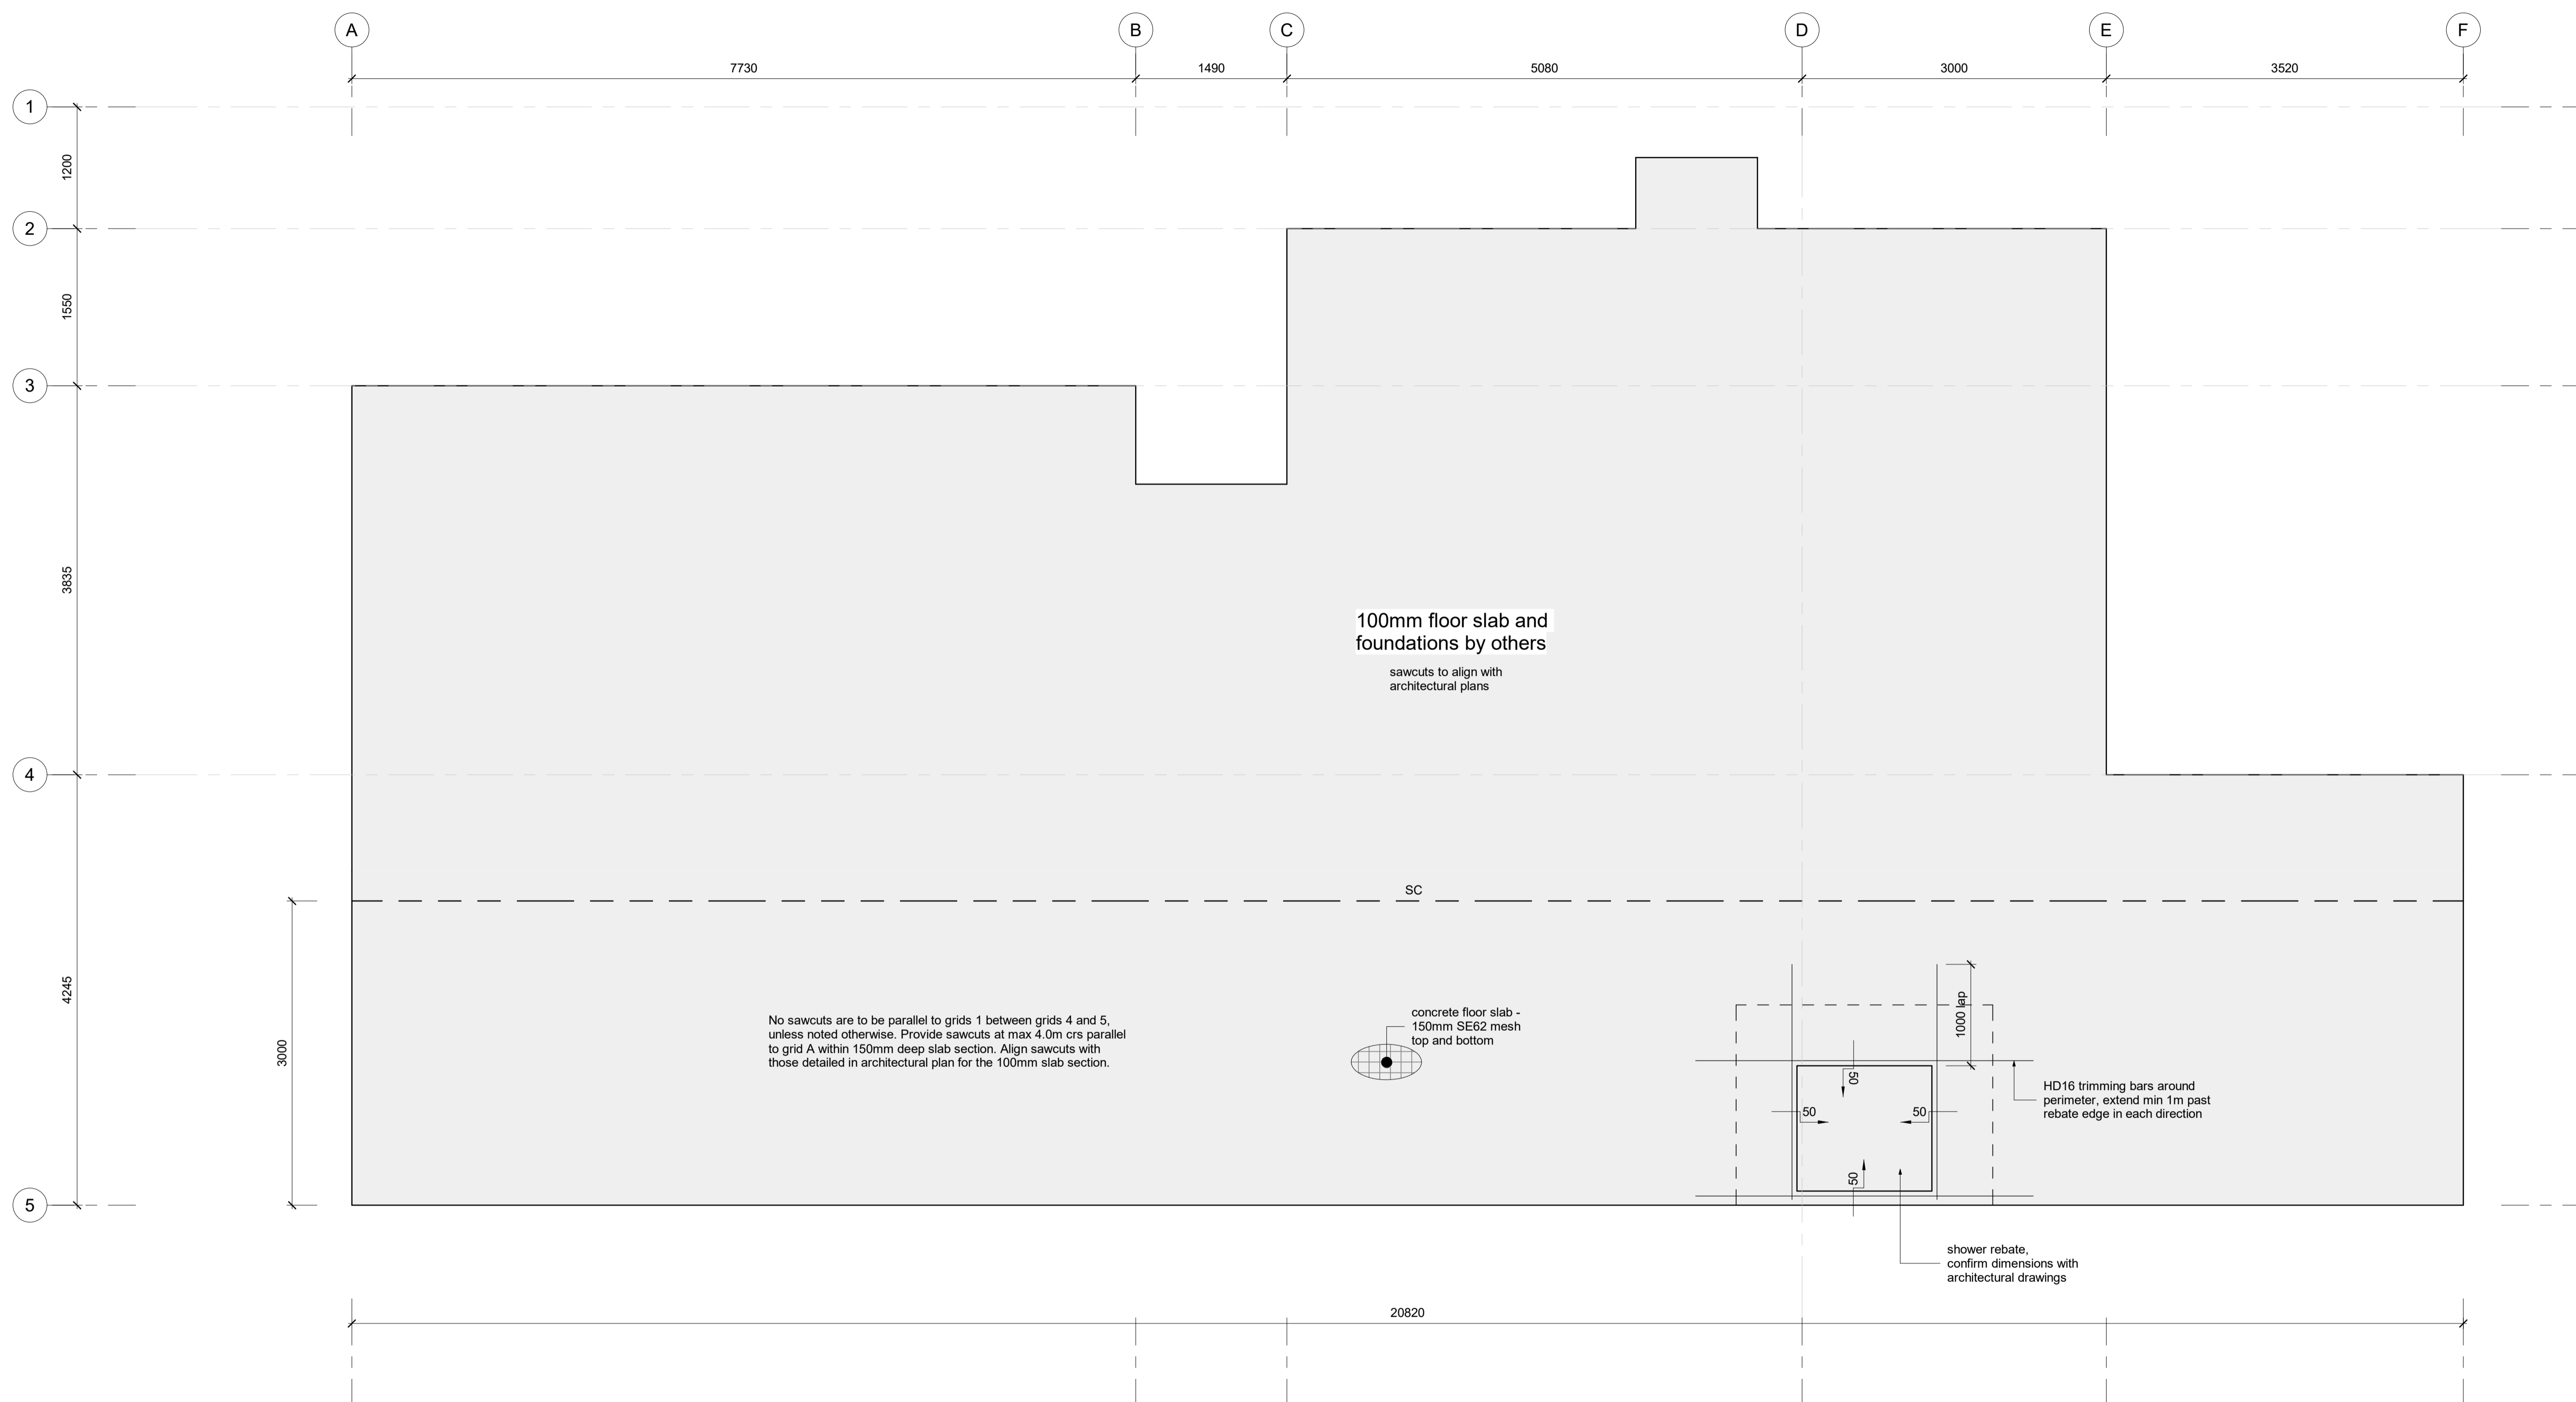 A
B
C
D
E
F
7730
1490
5080
3000
3520
1
1200
2
1550
3
3835
100mm floor slab and
foundations by others
sawcuts to align with
architectural plans
4
SC
4245
3000
No sawcuts are to be parallel to grids 1 between grids 4 and 5,
unless noted otherwise. Provide sawcuts at max 4.0m crs parallel
to grid A within 150mm deep slab section. Align sawcuts with
those detailed in architectural plan for the 100mm slab section.
concrete floor slab -
150mm SE62 mesh
top and bottom
1000 lap
50
50
50
50
HD16 trimming bars around
perimeter, extend min 1m past
rebate edge in each direction
5
shower rebate,
confirm dimensions with
architectural drawings
20820